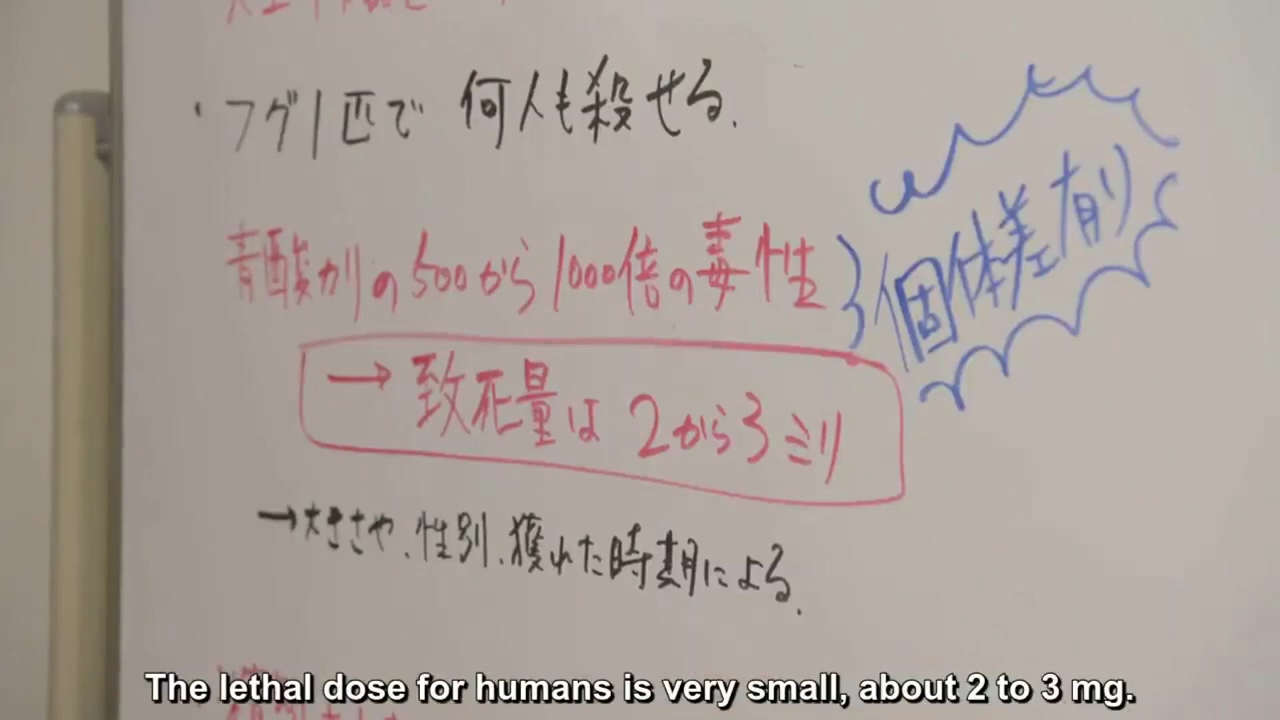 ・フグ1匹で何人も殺せる.
青酸カリの500から1000倍の毒性
個体差有り
→致死量は2から3ミリ
→大きさや、性別、獲れた時期による.
The lethal dose for humans is very small, about 2 to 3 mg.